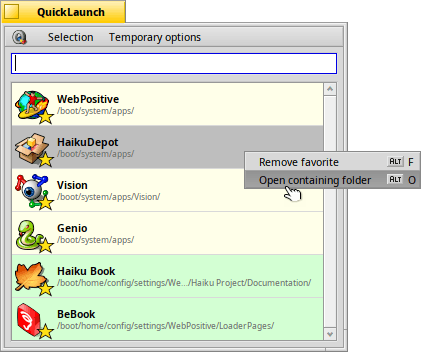 QuickLaunch
Selection Temporary options
WebPositive
/boot/system/apps/
HaikuDepot
/boot/system/apps/
Remove favorite ALT F
Open containing folder ALT O
Vision
/boot/system/apps/Vision/
Genio
/boot/system/apps/
Haiku Book
/boot/home/config/settings/We.../Haiku Project/Documentation/
BeBook
/boot/home/config/settings/WebPositive/LoaderPages/